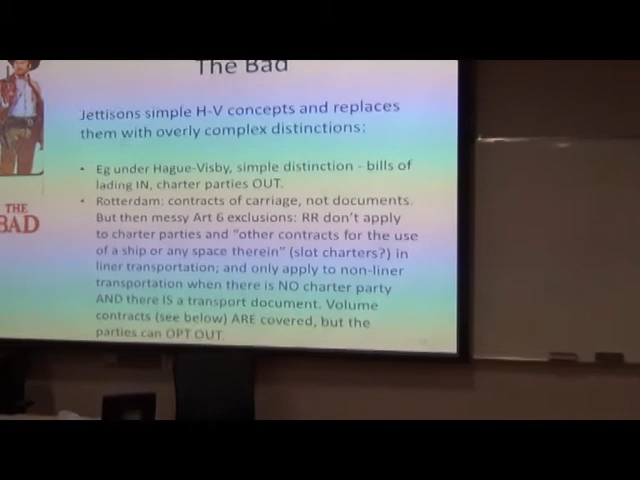 The Bad
Jettisons simple H-V concepts and replaces
them with overly complex distinctions:
• Eg under Hague-Visby, simple distinction - bills of
lading IN, charter parties OUT.
• Rotterdam: contracts of carriage, not documents.
But then messy Art 6 exclusions: RR don't apply
to charter parties and "other contracts for the use
of a ship or any space therein" (slot charters?) in
liner transportation; and only apply to non-liner
transportation when there is NO charter party
AND there IS a transport document. Volume
contracts (see below) ARE covered, but the
parties can OPT OUT.
THE
BAD